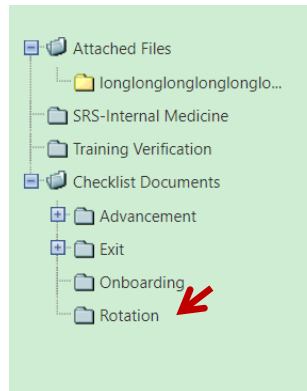 Attached Files
longlonglonglonglonglo...
SRS-Internal Medicine
Training Verification
Checklist Documents
Advancement
Exit
Onboarding
Rotation